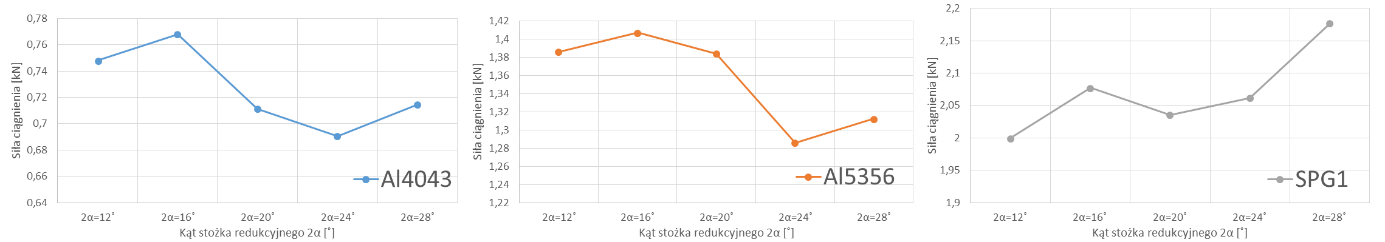 0,78
0,76
0,74
0,72
0,7
0,68
0,66
0,64
Siła ciągnienia [kN]
Al4043
2α=12˚ 2α=16˚ 2α=20˚ 2α=24˚ 2α=28˚
Kąt stożka redukcyjnego 2α [˚]
1,42
1,4
1,38
1,36
1,34
1,32
1,3
1,28
1,26
1,24
1,22
Siła ciągnienia [kN]
Al5356
2α=12˚ 2α=16˚ 2α=20˚ 2α=24˚ 2α=28˚
Kąt stożka redukcyjnego 2α [˚]
2,2
2,15
2,1
2,05
2
1,95
1,9
Siła ciągnienia [kN]
SPG1
2α=12˚ 2α=16˚ 2α=20˚ 2α=24˚ 2α=28˚
Kąt stożka redukcyjnego 2α [˚]